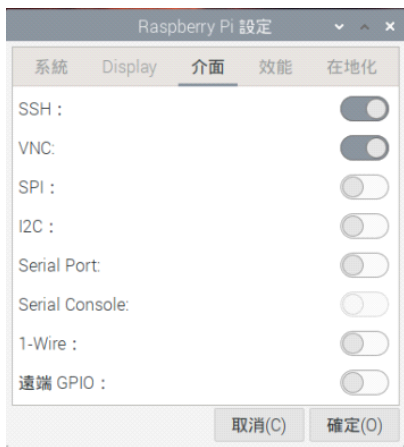 Raspberry Pi 設定
系統 Display 介面 效能 在地化
SSH：
VNC:
SPI：
I2C：
Serial Port:
Serial Console:
1-Wire：
遠端 GPIO：
取消(C) 確定(O)